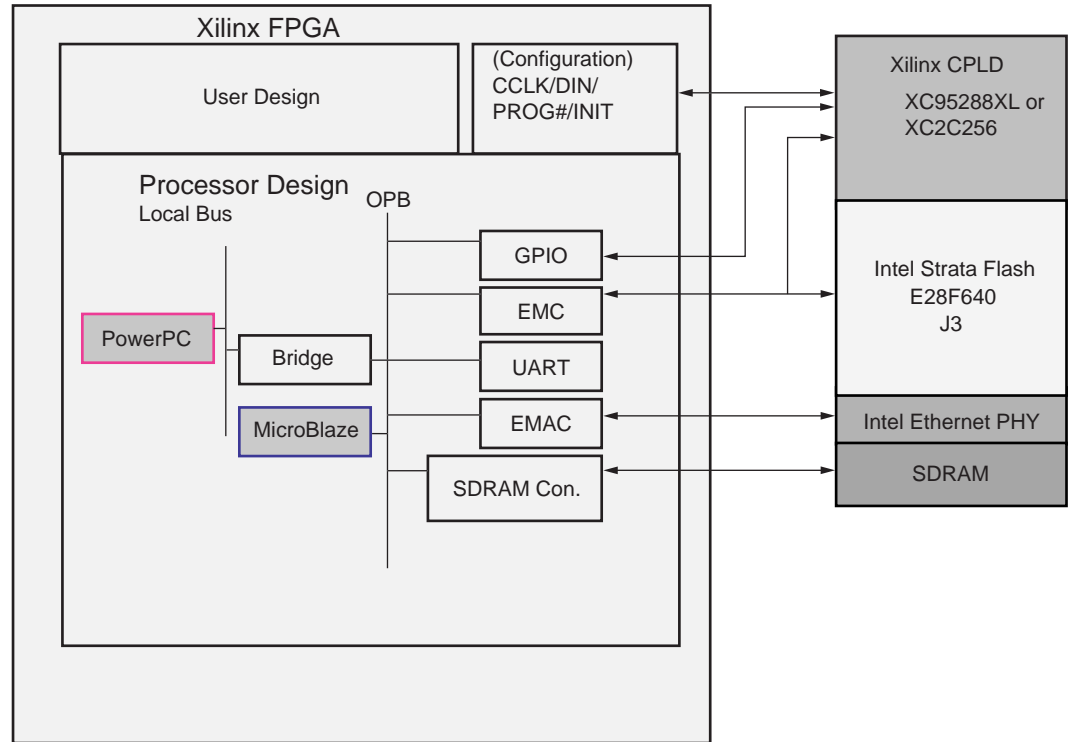 Xilinx FPGA
User Design
(Configuration)
CCLK/DIN/
PROG#/INIT
Processor Design
Local Bus
OPB
PowerPC
Bridge
MicroBlaze
GPIO
EMC
UART
EMAC
SDRAM Con.
Xilinx CPLD
XC95288XL or
XC2C256
Intel Strata Flash
E28F640
J3
Intel Ethernet PHY
SDRAM